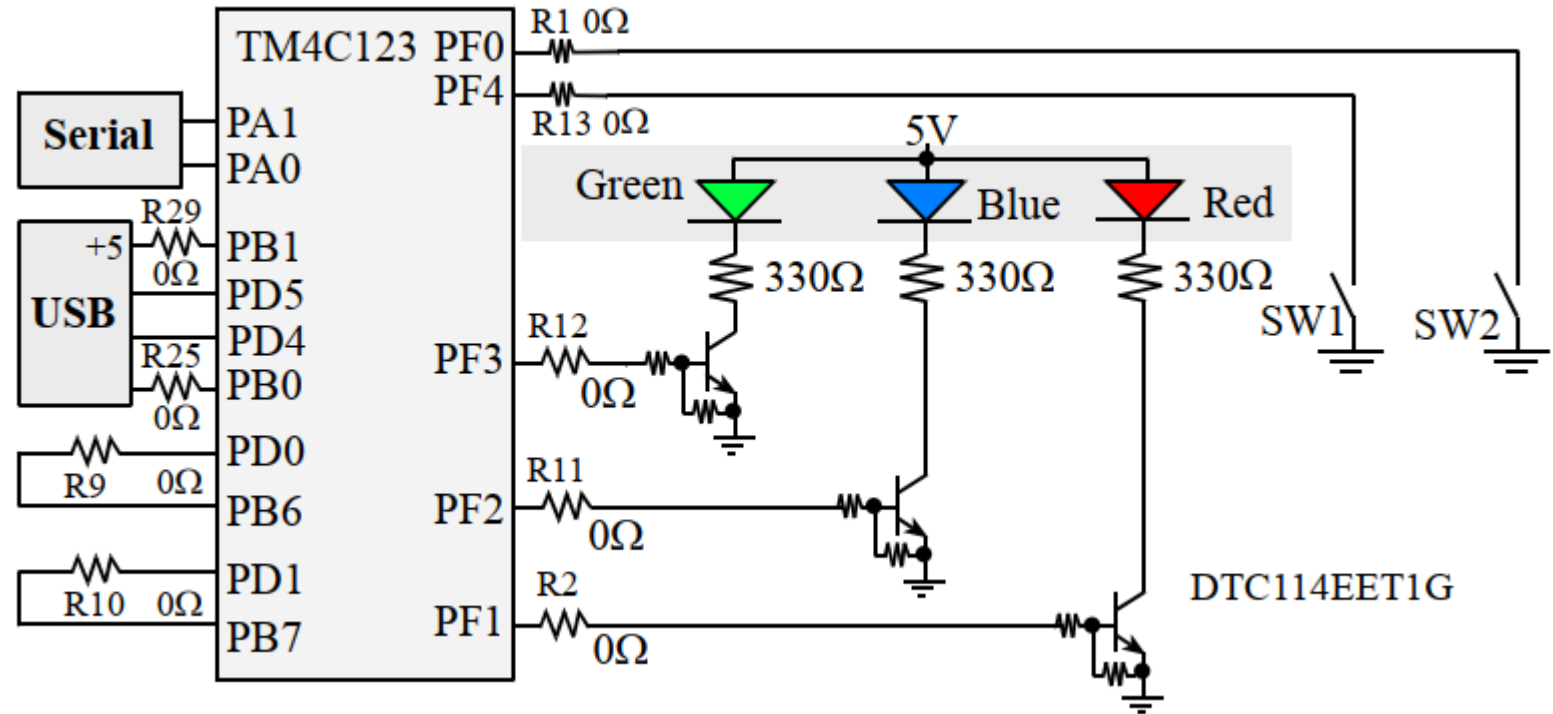 R1 0Ω
TM4C123 PF0
PF4
R13 0Ω
Serial
PA1
PA0
5V
Green
Blue
Red
R29
+5
0Ω
PB1
USB
PD5
PD4
R25
0Ω
PB0
330Ω
330Ω
330Ω
SW1
SW2
R12
PF3
0Ω
PD0
R9 0Ω
PB6
R11
PF2
0Ω
PD1
R10 0Ω
PB7
R2
PF1
0Ω
DTC114EET1G